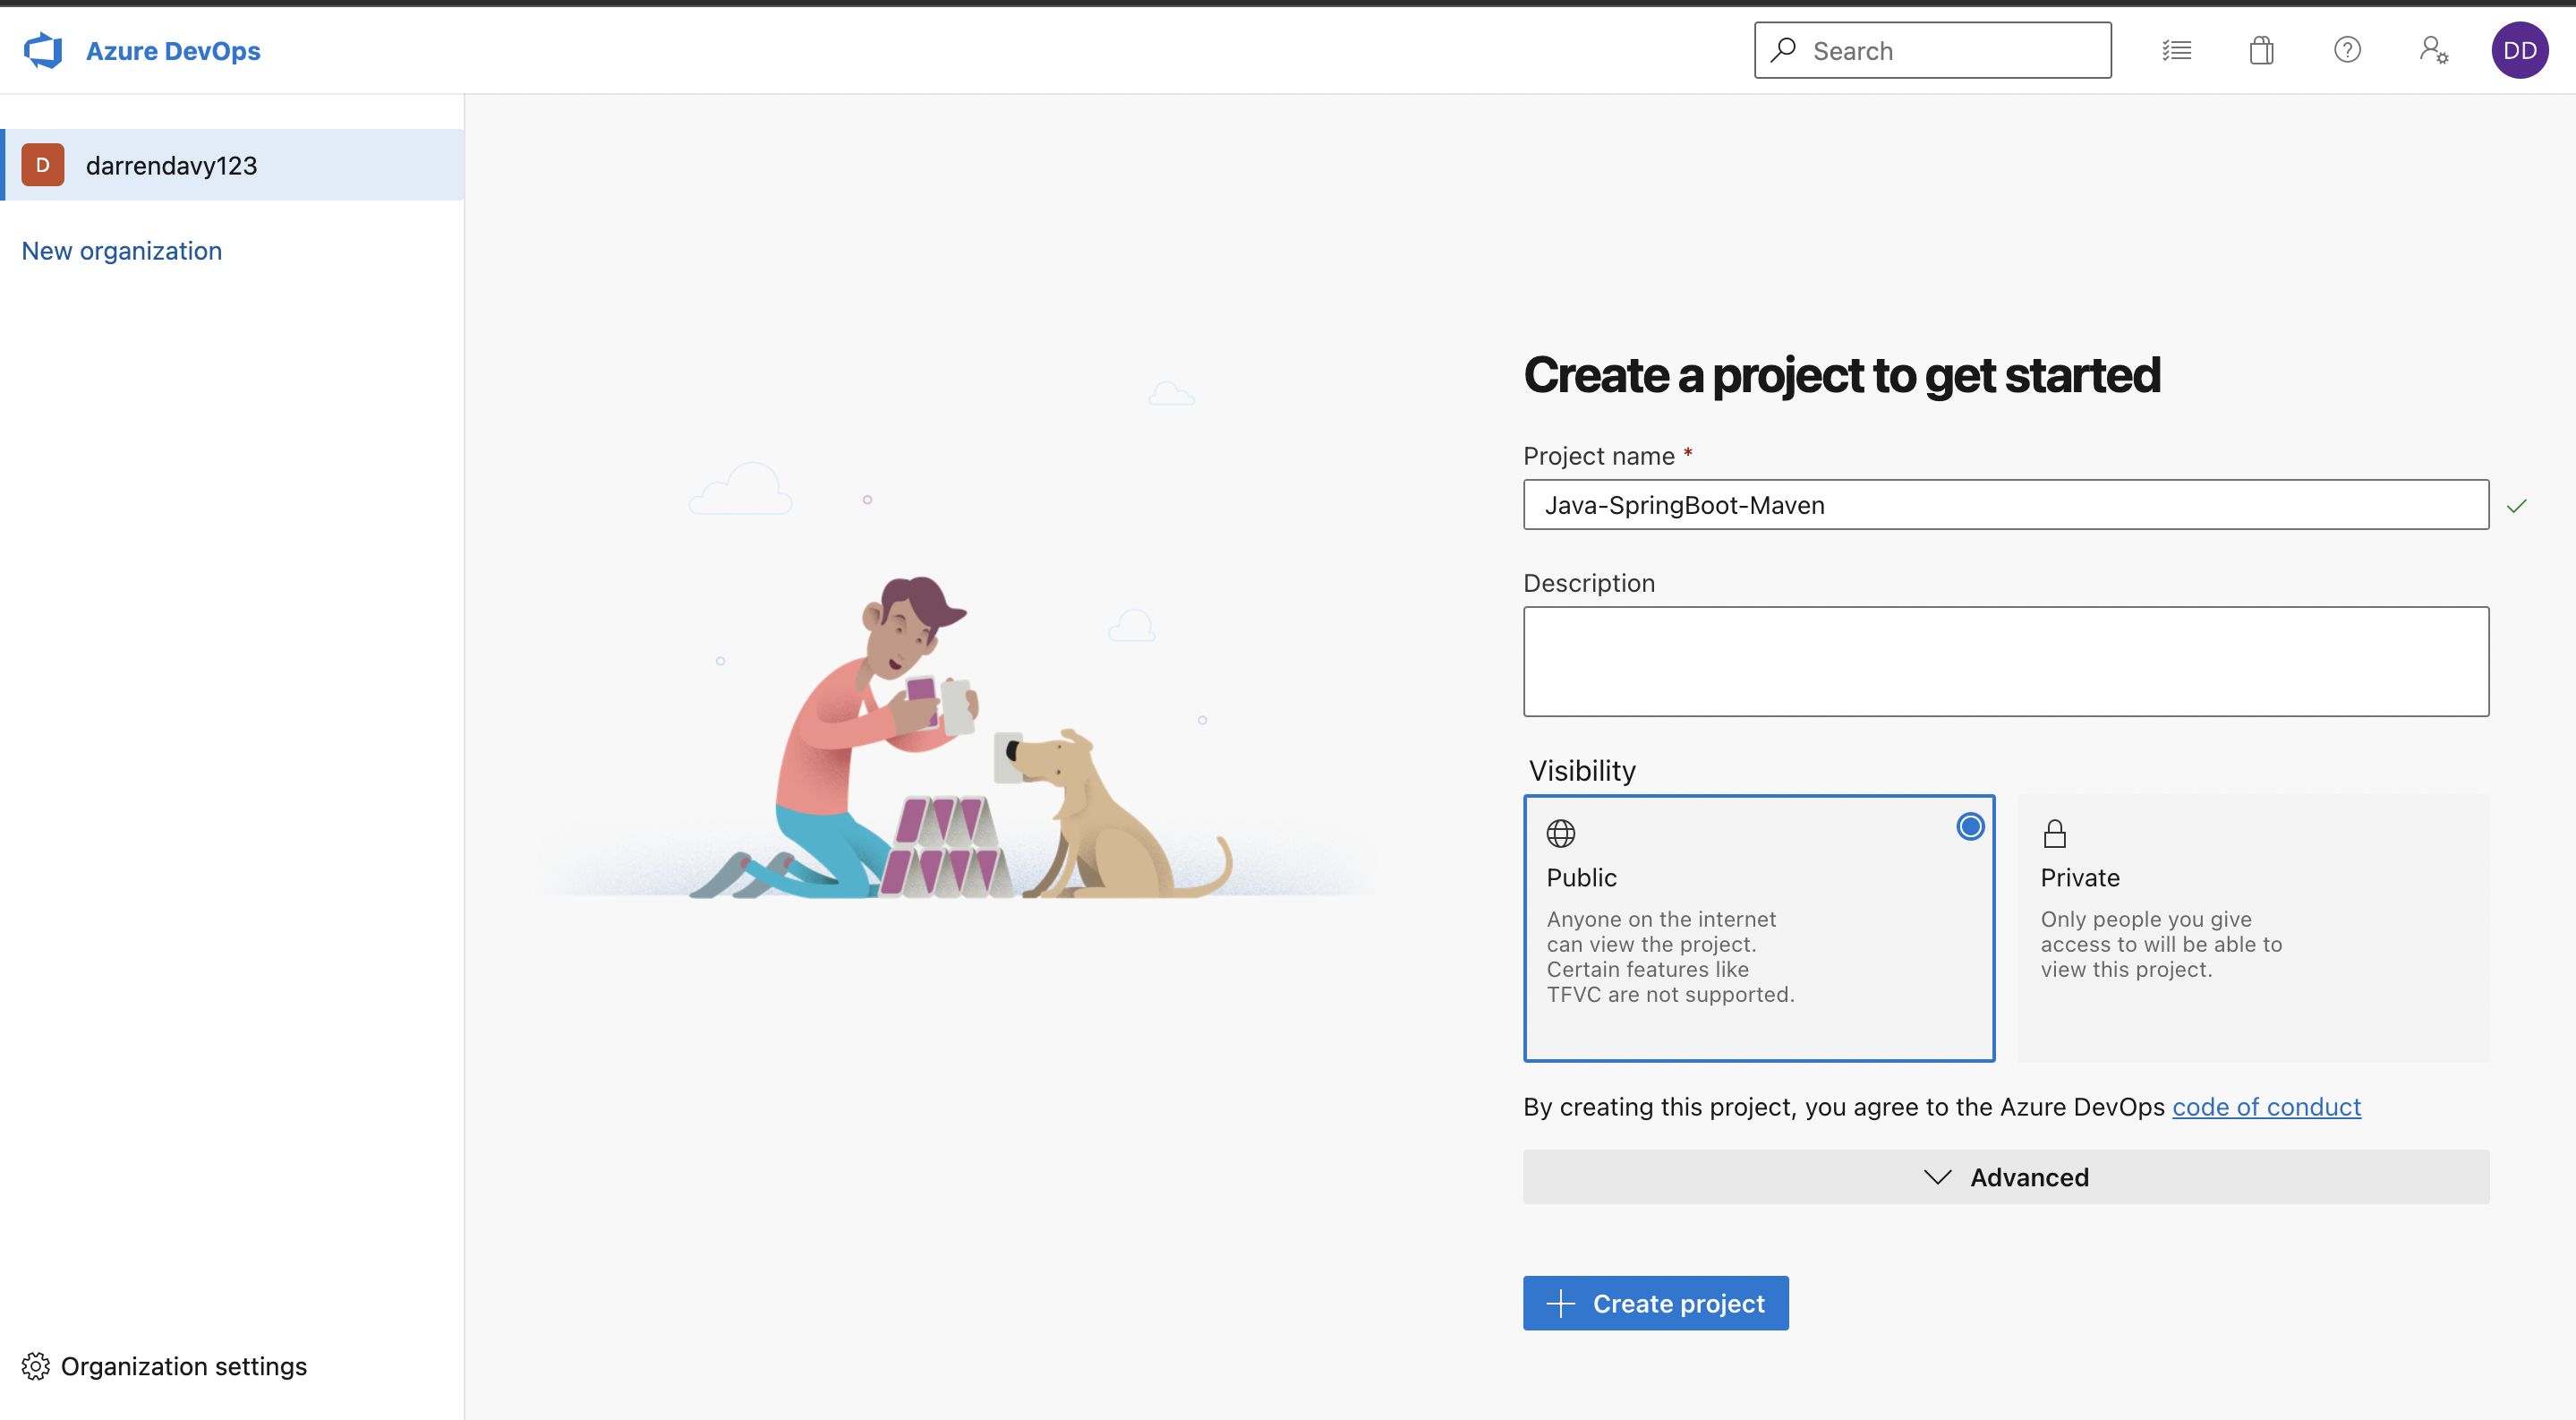 Azure DevOps
Search
DD
D
darrendavy123
New organization
Create a project to get started
Project name *
Java-SpringBoot-Maven
Description
Visibility
Public
Anyone on the internet
can view the project.
Certain features like
TFVC are not supported.
Private
Only people you give
access to will be able to
view this project.
By creating this project, you agree to the Azure DevOps code of conduct
Advanced
Create project
Organization settings